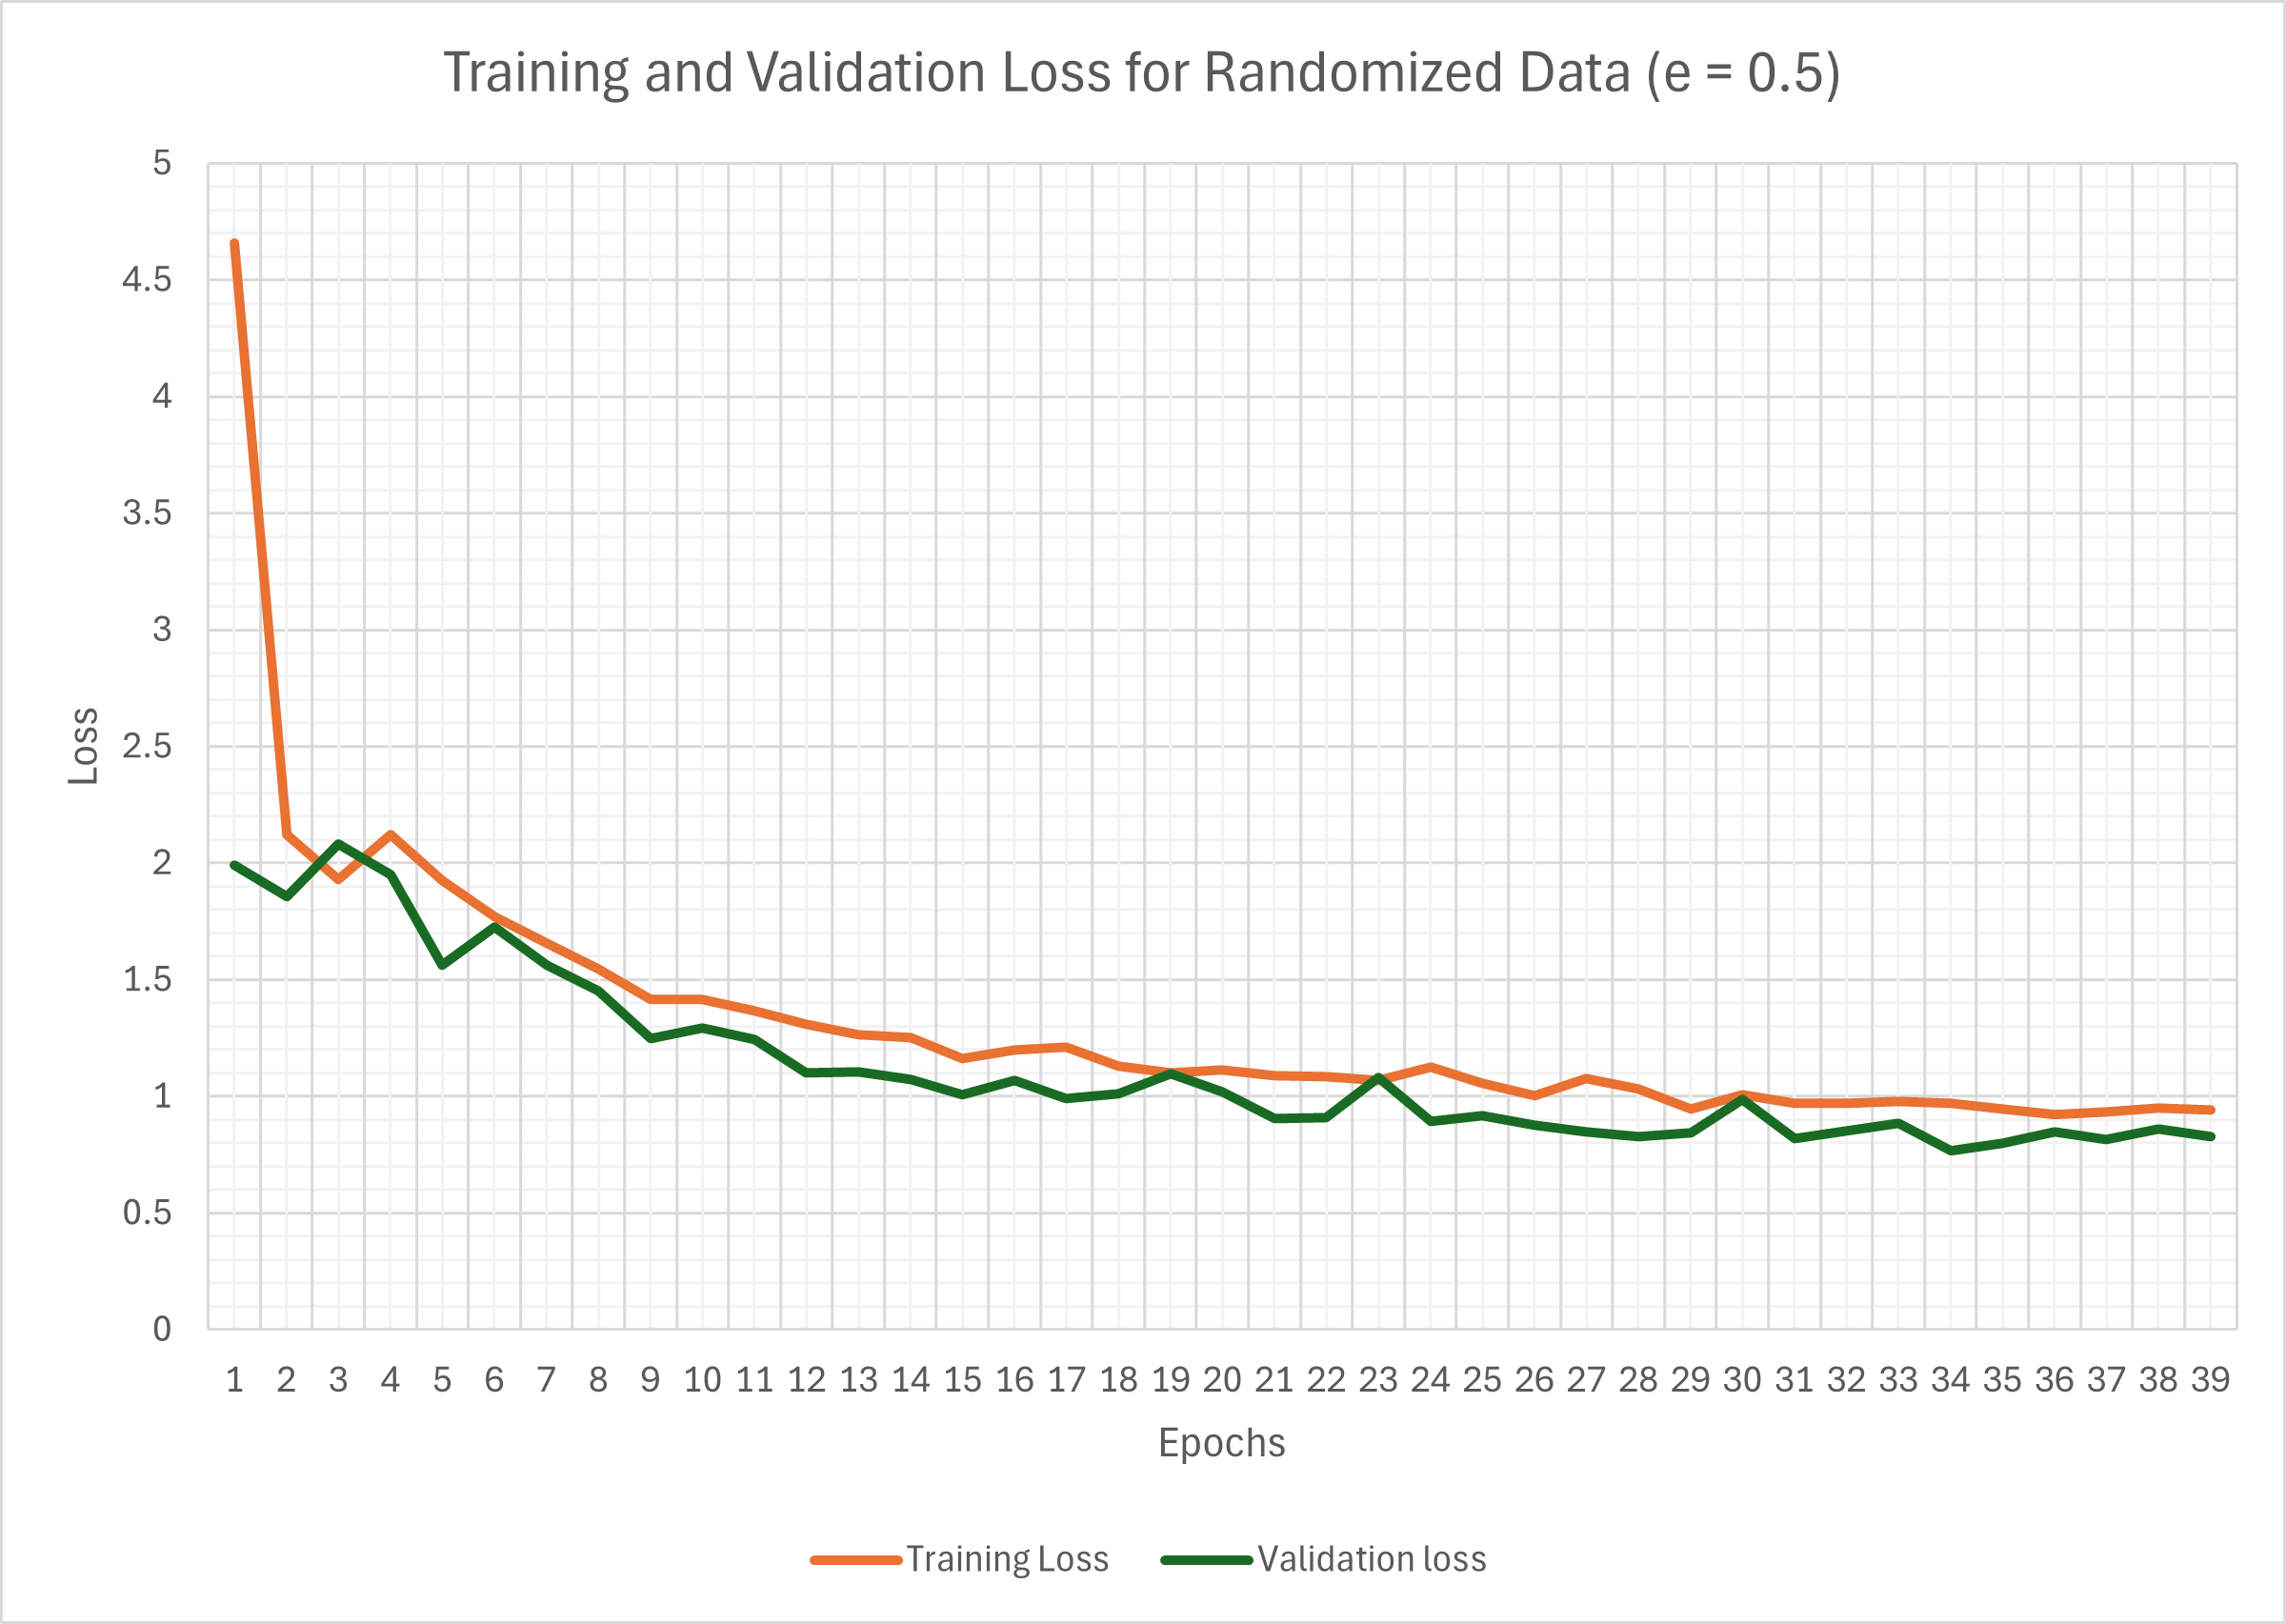 Training and Validation Loss for Randomized Data (e = 0.5)
5
4.5
4
3.5
3
2.5
2
1.5
1
0.5
0
Loss
1 2 3 4 5 6 7 8 9 10 11 12 13 14 15 16 17 18 19 20 21 22 23 24 25 26 27 28 29 30 31 32 33 34 35 36 37 38 39
Epochs
Training Loss Validation loss